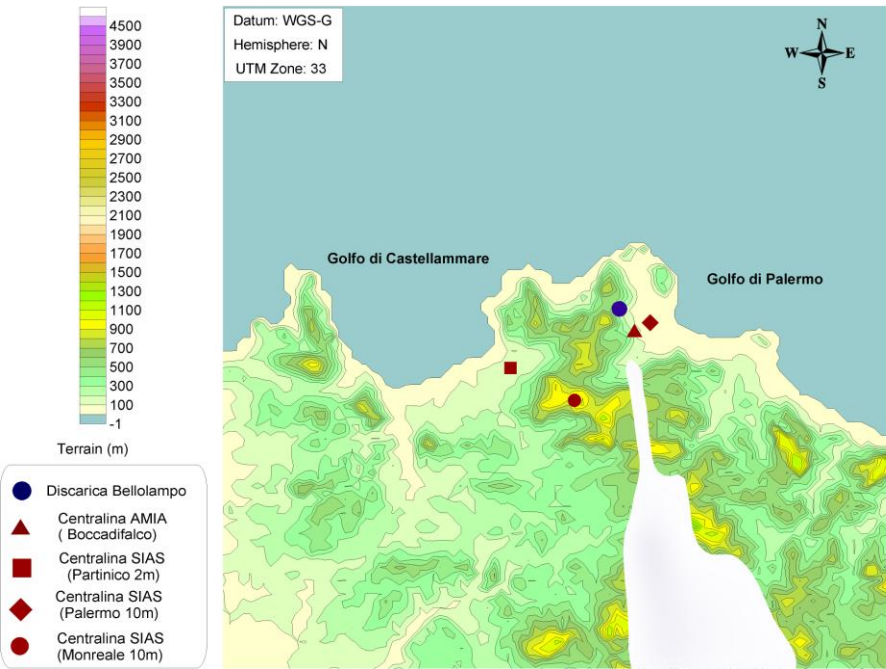 4500
4900
3900
3700
3500
3300
3100
2900
2700
2500
2300
2100
1900
1700
1500
1300
1100
900
700
500
300
100
-1
Terrain (m)
Discarica Bellolampo
Centralina AMIA
( Boccadifalco)
Centralina SIAS
(Partinico 2m)
Centralina SIAS
(Palermo 10m)
Centralina SIAS
(Monreale 10m)
Datum: WGS-G
Hemisphere: N
UTM Zone: 33
N
W E
S
Golfo di Castellammare
Golfo di Palermo